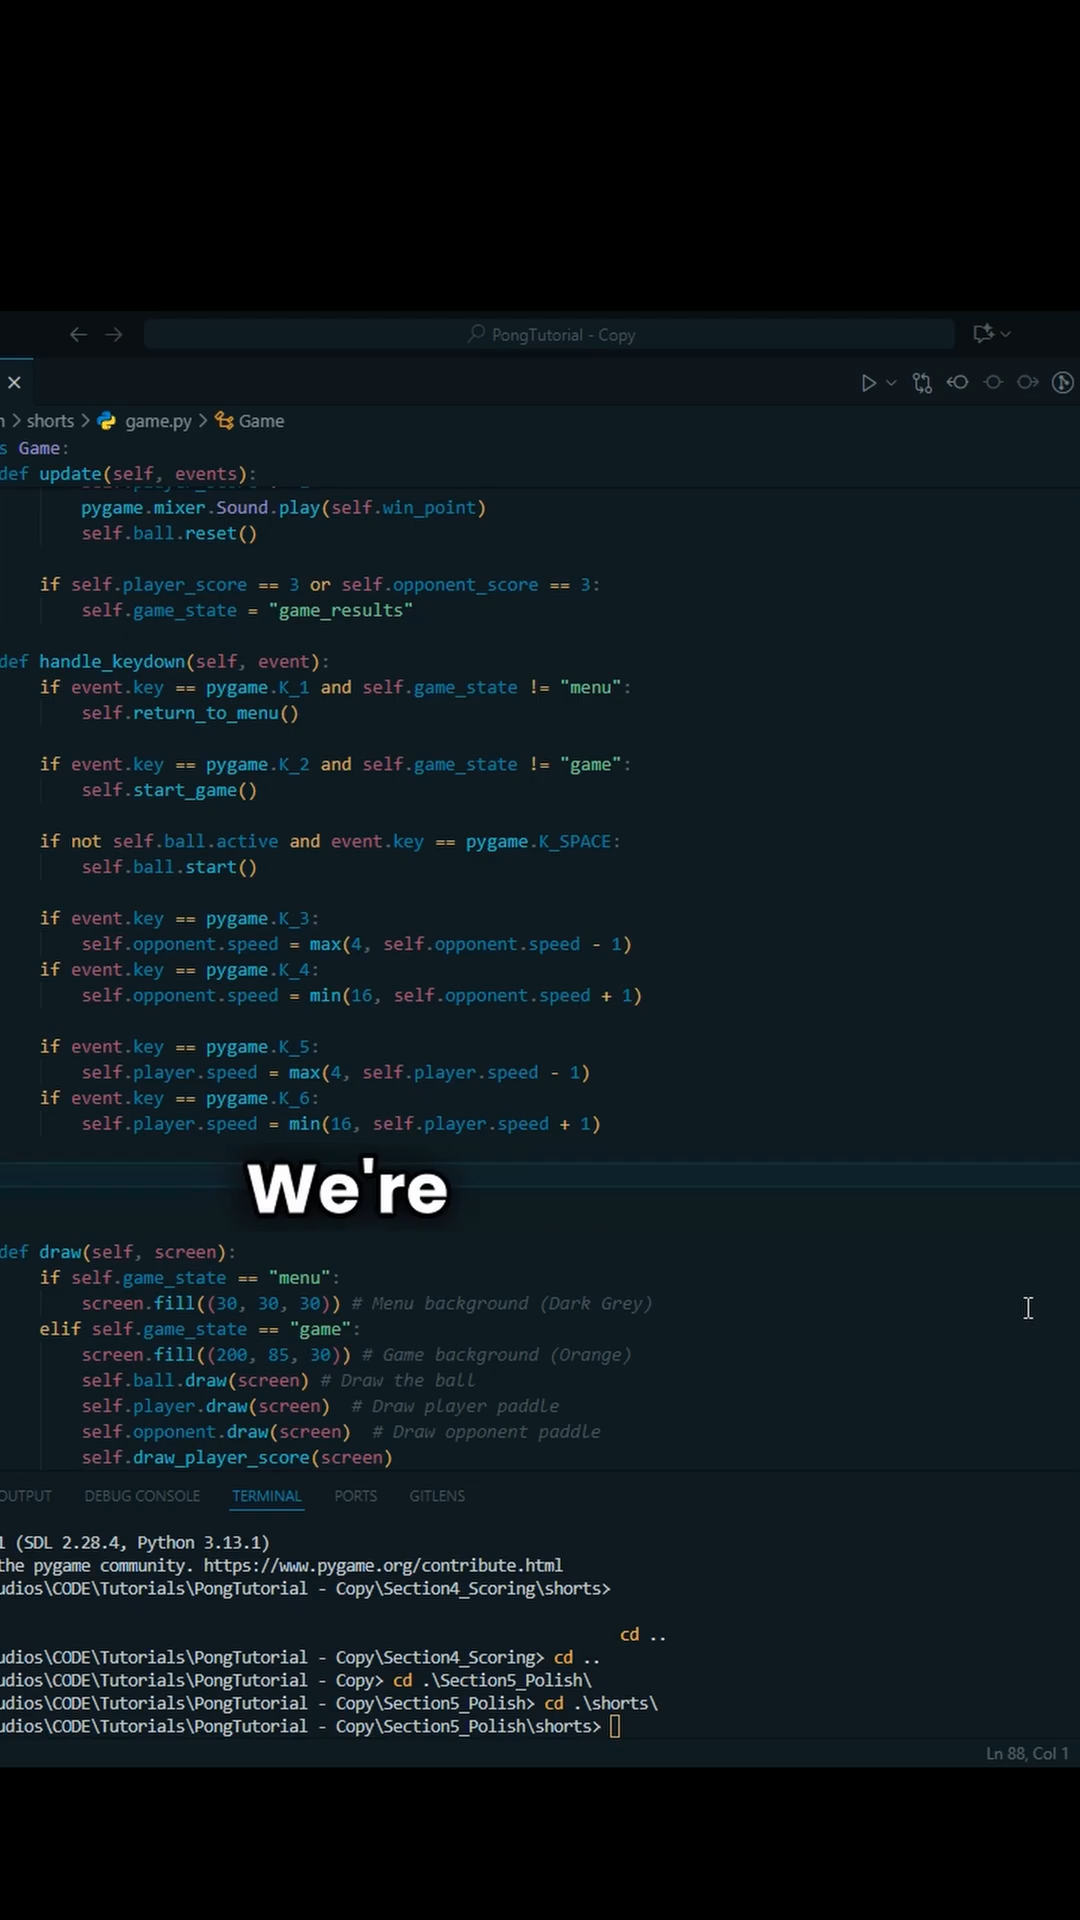 PongTutorial - Copy
n > shorts > game.py > Game
s Game:
def update(self, events):
pygame.mixer.Sound.play(self.win_point)
self.ball.reset()
if self.player_score == 3 or self.opponent_score == 3:
self.game_state = "game_results"
def handle_keydown(self, event):
if event.key == pygame.K_1 and self.game_state != "menu":
self.return_to_menu()
if event.key == pygame.K_2 and self.game_state != "game":
self.start_game()
if not self.ball.active and event.key == pygame.K_SPACE:
self.ball.start()
if event.key == pygame.K_3:
self.opponent.speed = max(4, self.opponent.speed - 1)
if event.key == pygame.K_4:
self.opponent.speed = min(16, self.opponent.speed + 1)
if event.key == pygame.K_5:
self.player.speed = max(4, self.player.speed - 1)
if event.key == pygame.K_6:
self.player.speed = min(16, self.player.speed + 1)
We're
def draw(self, screen):
if self.game_state == "menu":
screen.fill((30, 30, 30)) # Menu background (Dark Grey)
elif self.game_state == "game":
screen.fill((200, 85, 30)) # Game background (Orange)
self.ball.draw(screen) # Draw the ball
self.player.draw(screen)  # Draw player paddle
self.opponent.draw(screen)  # Draw opponent paddle
self.draw_player_score(screen)
OUTPUT DEBUG CONSOLE TERMINAL PORTS GITLENS
1 (SDL 2.28.4, Python 3.13.1)
the pygame community. https://www.pygame.org/contribute.html
udios\CODE\Tutorials\PongTutorial - Copy\Section4_Scoring\shorts>
cd ..
udios\CODE\Tutorials\PongTutorial - Copy\Section4_Scoring> cd ..
udios\CODE\Tutorials\PongTutorial - Copy> cd .\Section5_Polish\
udios\CODE\Tutorials\PongTutorial - Copy\Section5_Polish> cd .\shorts\
udios\CODE\Tutorials\PongTutorial - Copy\Section5_Polish\shorts>
Ln 88, Col 1